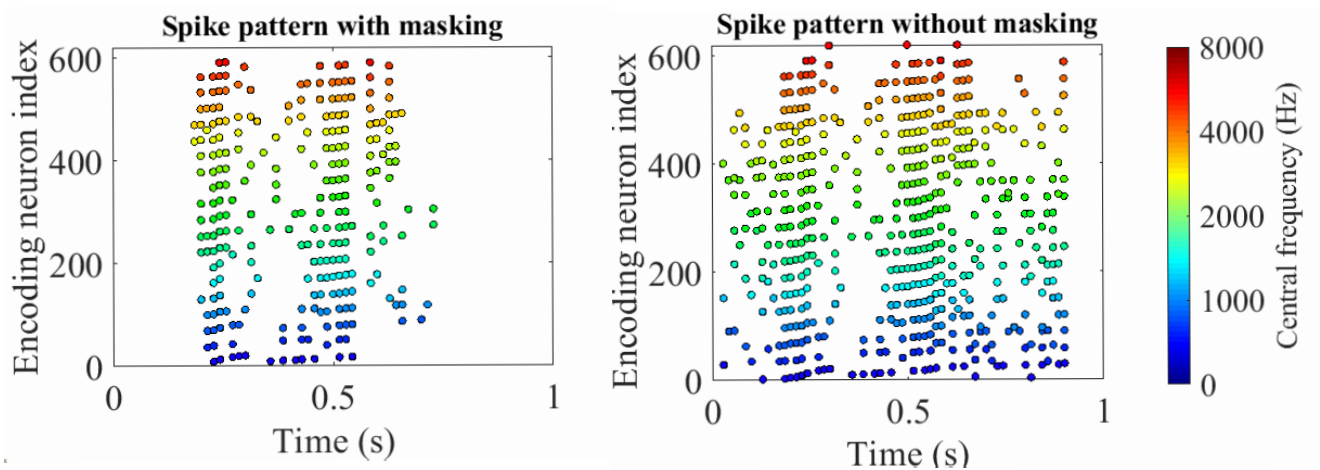 Spike pattern with masking
Encoding neuron index
600
400
200
0
0
0.5
1
Time (s)
Spike pattern without masking
Encoding neuron index
600
400
200
0
0
0.5
1
Time (s)
8000
4000
2000
1000
0
Central frequency (Hz)